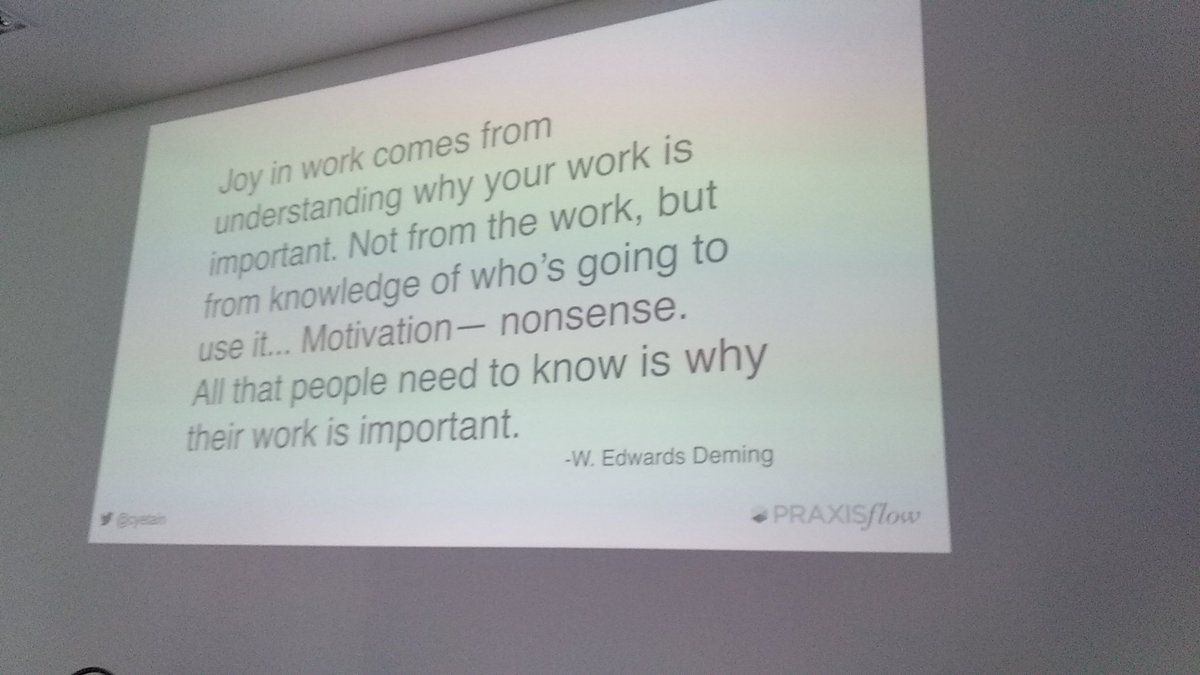 Joy in work comes from
understanding why your work is
important. Not from the work, but
from knowledge of who's going to
use it... Motivation— nonsense.
All that people need to know is why
their work is important.
-W. Edwards Deming
@cyetain
PRAXISflow